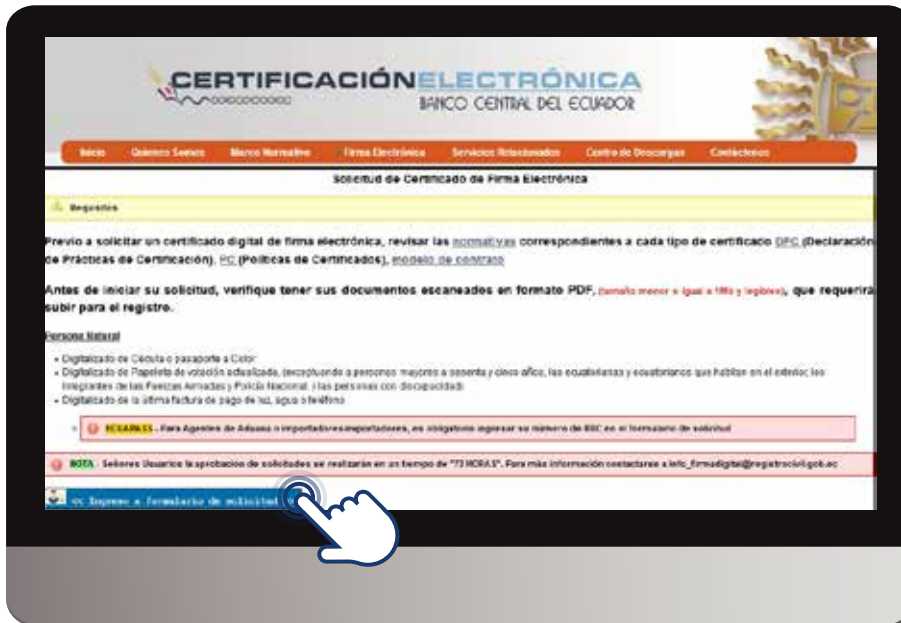 CERTIFICACIÓN ELECTRÓNICA
BANCO CENTRAL DEL ECUADOR
Inicio Quienes Somos Marco Normativo Firma Electrónica Servicios Relacionados Centro de Descargas Contáctenos
Solicitud de Certificado de Firma Electrónica
Requisitos
Previo a solicitar un certificado digital de firma electrónica, revisar las normativas correspondientes a cada tipo de certificado DPC (Declaración
de Prácticas de Certificación). PC (Políticas de Certificados), modelo de contrato
Antes de iniciar su solicitud, verifique tener sus documentos escaneados en formato PDF, (tamaño menor o igual a 1Mb y legibles), que requerirá
subir para el registro.
Persona Natural
• Digitalizado de Cédula o pasaporte a Color
• Digitalizado de Papeleta de votación actualizada, (exceptuando a personas mayores a sesenta y cinco años, las ecuatorianas y ecuatorianos que habitan en el exterior, los
integrantes de las Fuerzas Armadas y Policía Nacional, y las personas con discapacidad)
• Digitalizado de la última factura de pago de luz, agua o teléfono
ECUAPASS - Para Agentes de Aduana o importadores/exportadores, es obligatorio ingresar su número de RUC en el formulario de solicitud
NOTA - Señores Usuarios la aprobación de solicitudes se realizarán en un tiempo de "72 HORAS". Para más información contactarse a info_firmadigital@registrocivil.gob.ec
<< Ingreso a formulario de solicitud